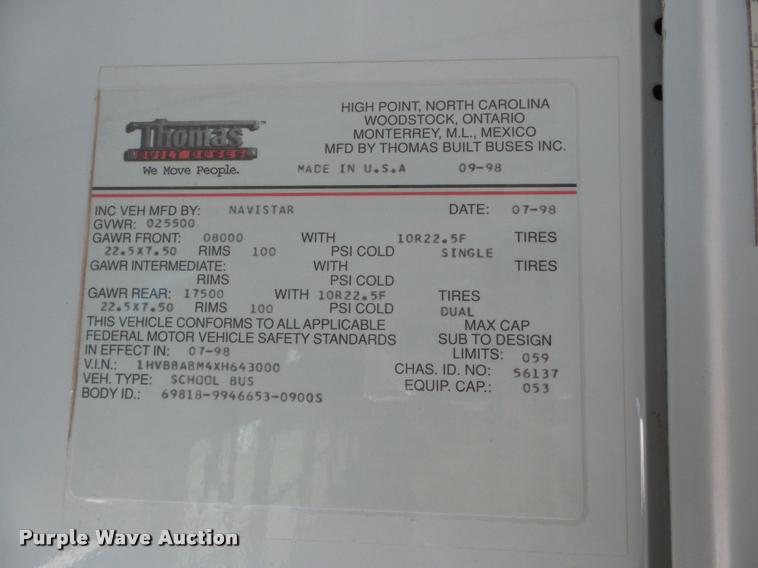 HIGH POINT, NORTH CAROLINA
WOODSTOCK, ONTARIO
MONTERREY, M.L., MEXICO
MFD BY THOMAS BUILT BUSES INC.
Thomas
BUILT BUSES
We Move People.
MADE IN U.S.A 09-98
INC VEH MFD BY: NAVISTAR DATE: 07-98
GVWR: 025500
GAWR FRONT: 08000 WITH 10R22.5F TIRES
22.5X7.50 RIMS 100 PSI COLD SINGLE
GAWR INTERMEDIATE: WITH TIRES
RIMS PSI COLD
GAWR REAR: 17500 WITH 10R22.5F TIRES
22.5X7.50 RIMS 100 PSI COLD DUAL
THIS VEHICLE CONFORMS TO ALL APPLICABLE MAX CAP
FEDERAL MOTOR VEHICLE SAFETY STANDARDS SUB TO DESIGN
IN EFFECT IN: 07-98 LIMITS: 059
V.I.N.: 1HVBBABM4XH643000 CHAS. ID. NO: 56137
VEH. TYPE: SCHOOL BUS EQUIP. CAP.: 053
BODY ID.: 69818-9946653-0900S
Purple Wave Auction